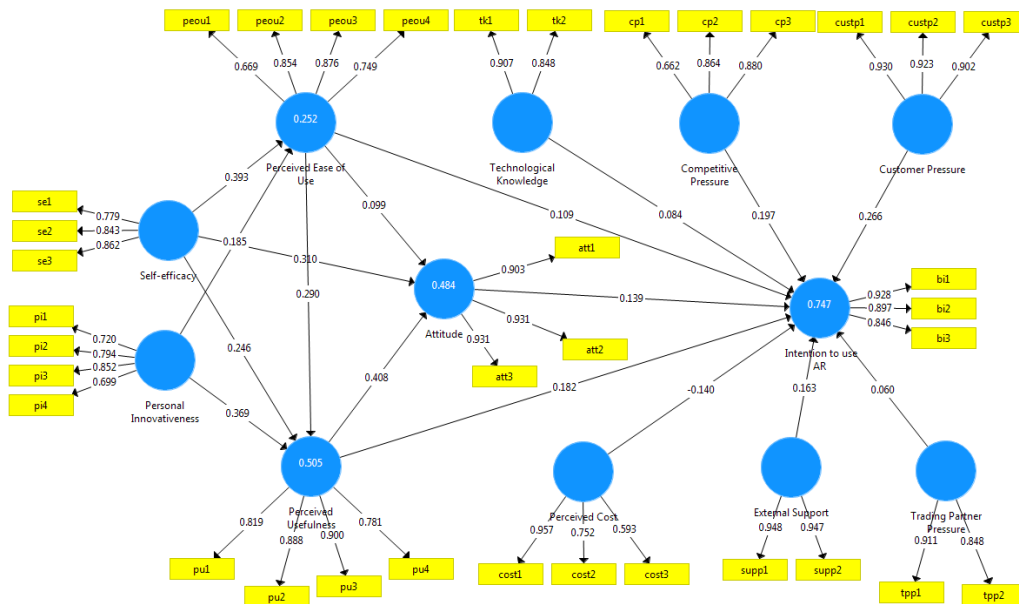 peou1
peou2
peou3
peou4
tk1
tk2
cp1
cp2
cp3
custp1
custp2
custp3
0.669
0.854
0.876
0.749
0.907
0.848
0.662
0.864
0.880
0.930
0.923
0.902
0.252
Perceived Ease of
Use
Technological
Knowledge
Competitive
Pressure
Customer Pressure
0.393
0.185
0.099
0.109
0.084
0.197
0.266
se1
se2
se3
0.779
0.843
0.862
Self-efficacy
0.310
0.290
0.246
att1
0.903
0.484
Attitude
0.931
0.931
att2
att3
0.139
0.747
Intention to use
AR
0.928
0.897
0.846
bi1
bi2
bi3
pi1
pi2
pi3
pi4
0.720
0.794
0.852
0.699
Personal
Innovativeness
0.369
0.408
0.182
-0.140
0.163
0.060
0.505
Perceived
Usefulness
0.819
0.888
0.900
0.781
pu1
pu2
pu3
pu4
Perceived Cost
0.957
0.752
0.593
cost1
cost2
cost3
External Support
0.948
0.947
supp1
supp2
Trading Partner
Pressure
0.911
0.848
tpp1
tpp2